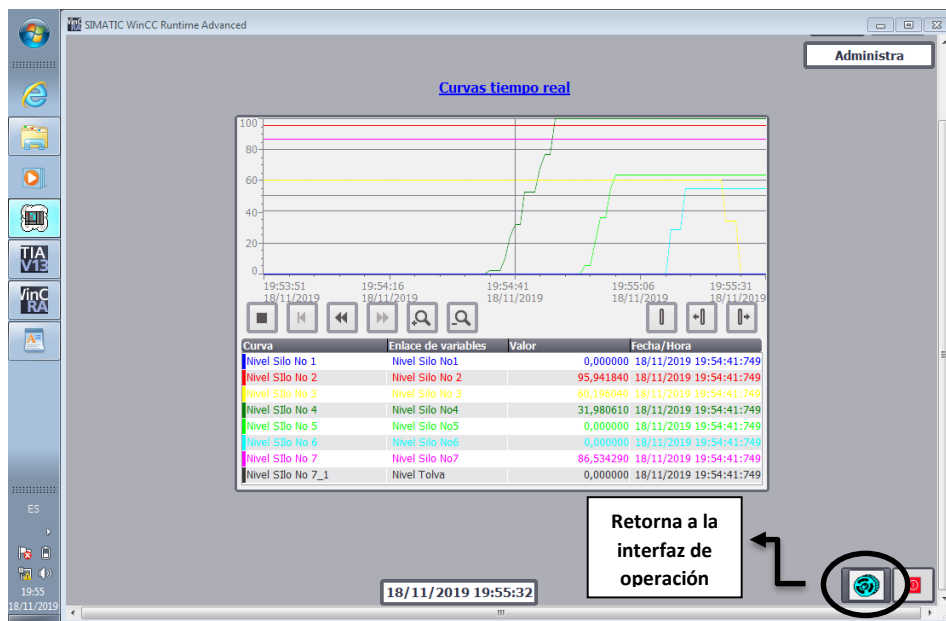 SIMATIC WinCC Runtime Advanced
Administra
Curvas tiempo real
100
80
60
40
20
0
19:53:51 19:54:16 19:54:41 19:55:06 19:55:31
18/11/2019 18/11/2019 18/11/2019 18/11/2019 18/11/2019
Curva Enlace de variables Valor Fecha/Hora
Nivel Silo No 1 Nivel Silo No1 0,000000 18/11/2019 19:54:41:749
Nivel SIlo No 2 Nivel Silo No 2 95,941840 18/11/2019 19:54:41:749
Nivel SIlo No 3 Nivel Silo No 3 60,196040 18/11/2019 19:54:41:749
Nivel SIlo No 4 Nivel Silo No4 31,980610 18/11/2019 19:54:41:749
Nivel SIlo No 5 Nivel Silo No5 0,000000 18/11/2019 19:54:41:749
Nivel SIlo No 6 Nivel Silo No6 0,000000 18/11/2019 19:54:41:749
Nivel SIlo No 7 Nivel Silo No7 86,534290 18/11/2019 19:54:41:749
Nivel SIlo No 7_1 Nivel Tolva 0,000000 18/11/2019 19:54:41:749
Retorna a la
interfaz de
operación
18/11/2019 19:55:32
TIA
V13
WinC
RA
ES
19:55
18/11/2019